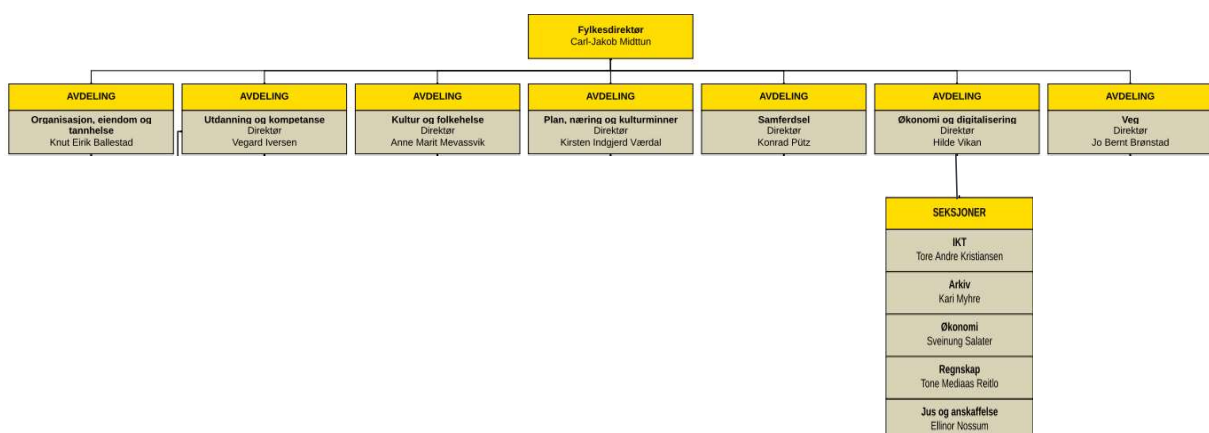 Fylkesdirektør
Carl-Jakob Midttun
AVDELING
Organisasjon, eiendom og
tannhelse
Knut Eirik Ballestad
AVDELING
Utdanning og kompetanse
Direktør
Vegard Iversen
AVDELING
Kultur og folkehelse
Direktør
Anne Marit Mevassvik
AVDELING
Plan, næring og kulturminner
Direktør
Kirsten Indgjerd Værdal
AVDELING
Samferdsel
Direktør
Konrad Pütz
AVDELING
Økonomi og digitalisering
Direktør
Hilde Vikan
AVDELING
Veg
Direktør
Jo Bernt Brønstad
SEKSJONER
IKT
Tore Andre Kristiansen
Arkiv
Kari Myhre
Økonomi
Sveinung Salater
Regnskap
Tone Mediaas Reitlo
Jus og anskaffelse
Ellinor Nossum